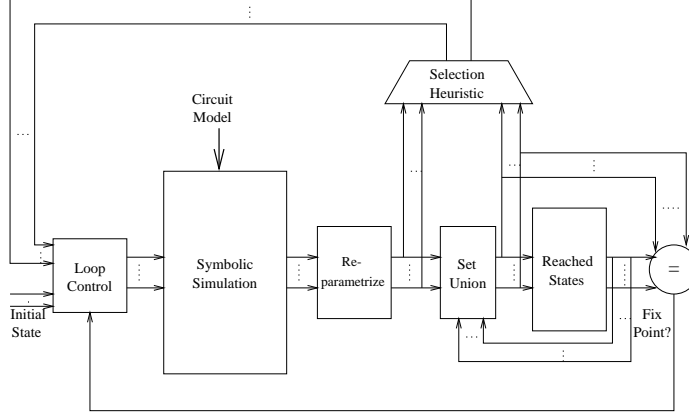 Selection
Heuristic
Circuit
Model
Loop
Control
Symbolic
Simulation
Re-
parametrize
Set
Union
Reached
States
=
Initial
State
Fix
Point?